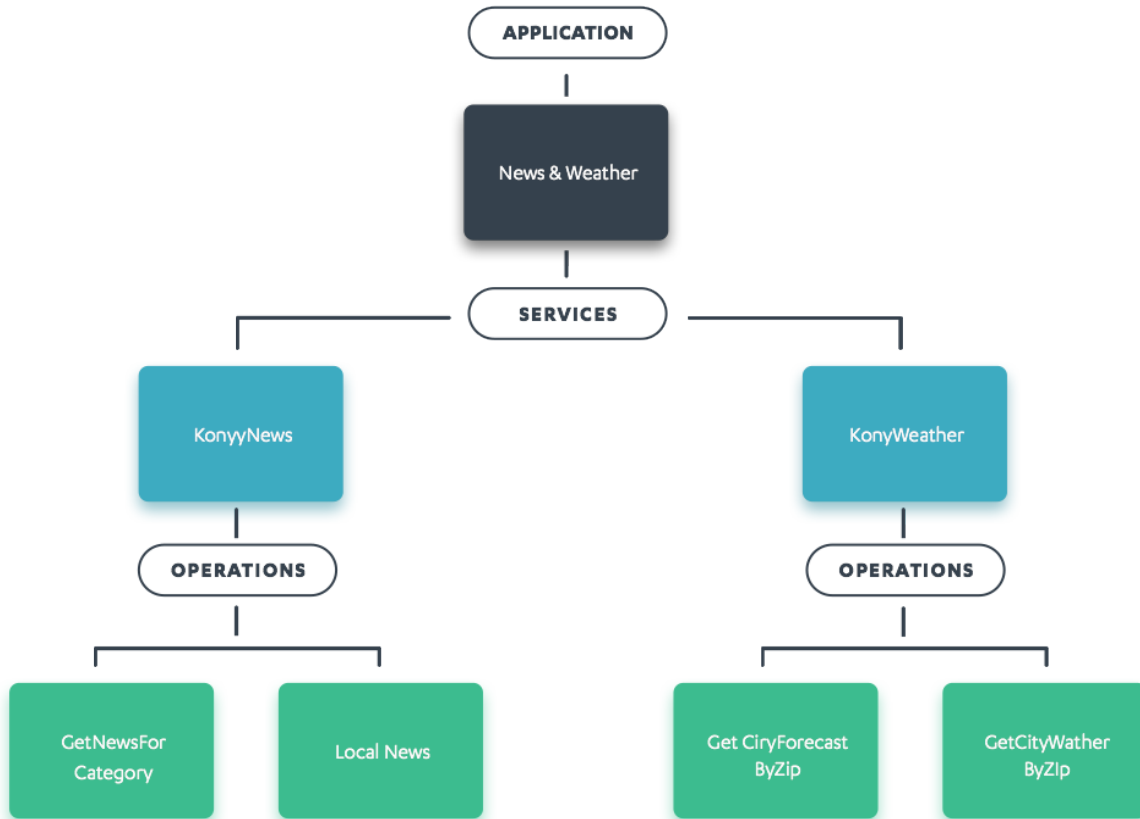 APPLICATION
News & Weather
SERVICES
KonyyNews
KonyWeather
OPERATIONS
OPERATIONS
GetNewsFor
Category
Local News
Get CiryForecast
ByZip
GetCityWather
ByZIp